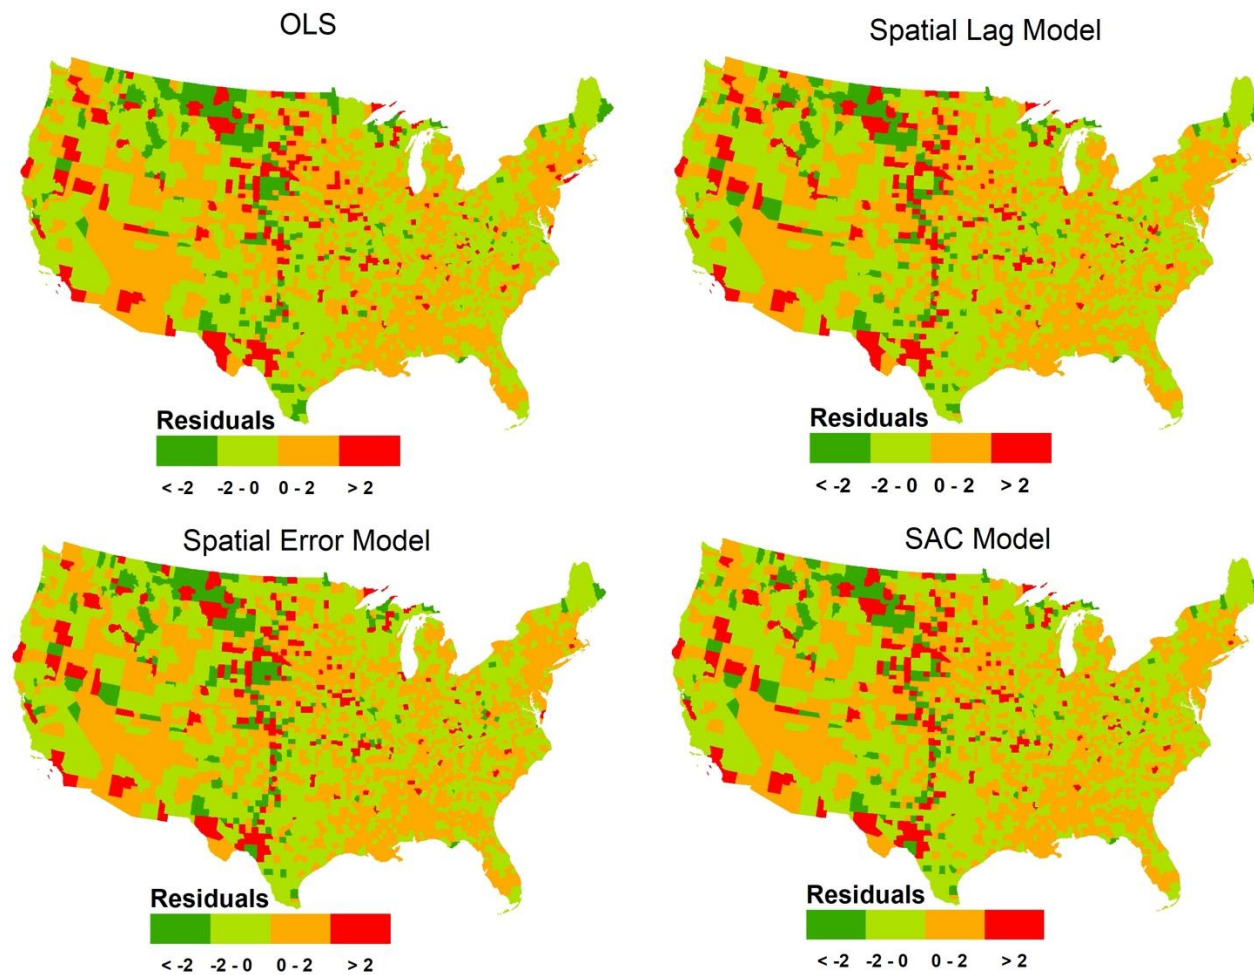 OLS
Spatial Lag Model
Residuals
< -2 -2 - 0 0 - 2 > 2
Residuals
< -2 -2 - 0 0 - 2 > 2
Spatial Error Model
SAC Model
Residuals
< -2 -2 - 0 0 - 2 > 2
Residuals
< -2 -2 - 0 0 - 2 > 2